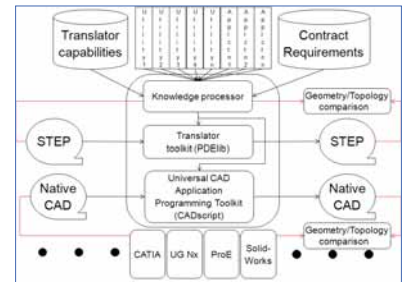 Translator
capabilities
Contract
Requirements
Knowledge processor
Geometry/Topology
comparison
STEP
Translator
toolkit (PDElib)
STEP
Native
CAD
Universal CAD
Application
Programming Toolkit
(CADscript)
Native
CAD
Geometry/Topology
comparison
CATIA
UG Nx
ProE
Solid-
Works